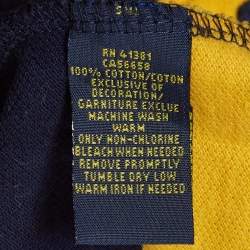 RN 41381
CA56658
100% COTTON/COTON
EXCLUSIVE OF
DECORATION/
GARNITURE EXCLUE
MACHINE WASH
WARM
ONLY NON-CHLORINE
BLEACH WHEN NEEDED
REMOVE PROMPTLY
TUMBLE DRY LOW
WARM IRON IF NEEDED